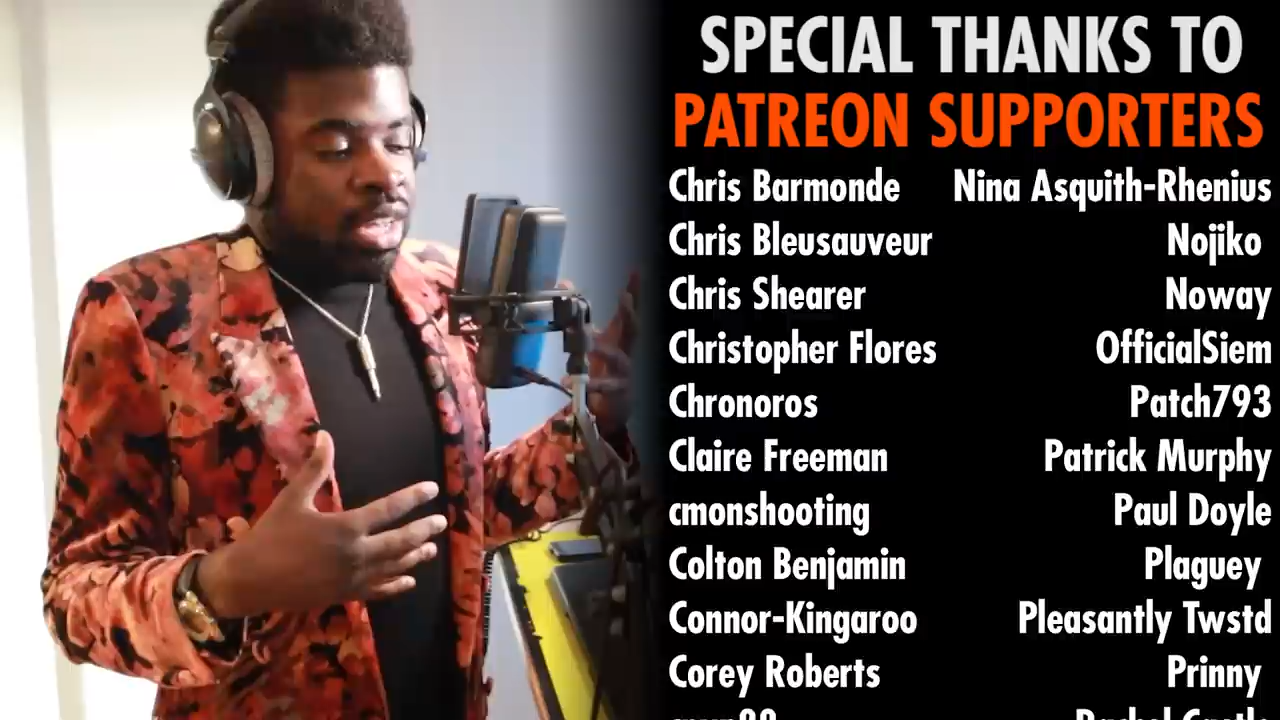 SPECIAL THANKS TO
PATREON SUPPORTERS
Chris Barmonde Nina Asquith-Rhenius
Chris Bleusauveur Nojiko
Chris Shearer Noway
Christopher Flores OfficialSiem
Chronoros Patch793
Claire Freeman Patrick Murphy
cmonshooting Paul Doyle
Colton Benjamin Plaguey
Connor-Kingaroo Pleasantly Twstd
Corey Roberts Prinny